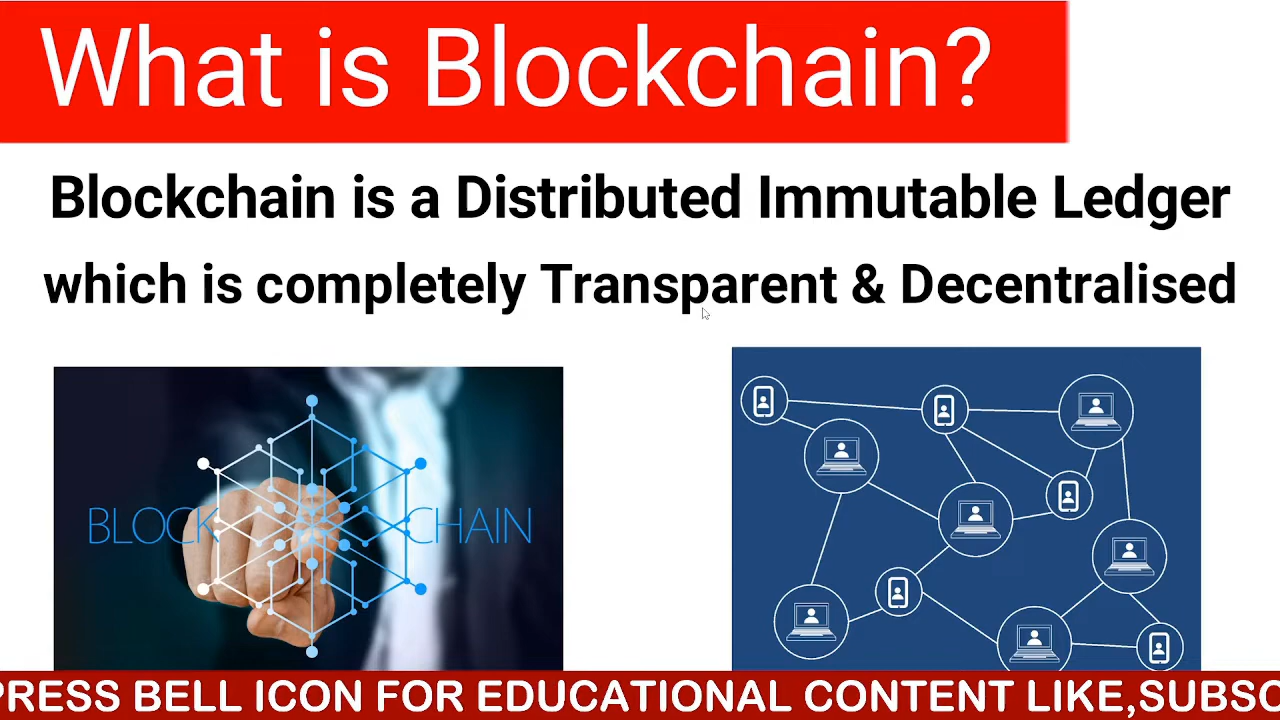 What is Blockchain?
Blockchain is a Distributed Immutable Ledger
which is completely Transparent & Decentralised
BLOCK CHAIN
PRESS BELL ICON FOR EDUCATIONAL CONTENT LIKE,SUBSC